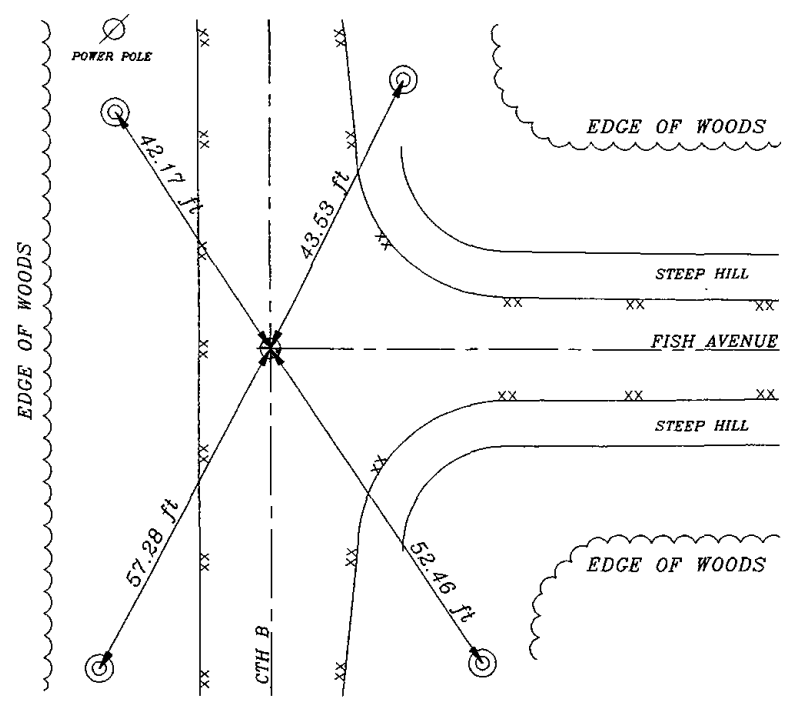 POWER POLE
EDGE OF WOODS
42.17 ft
43.53 ft
STEEP HILL
EDGE OF WOODS
FISH AVENUE
STEEP HILL
57.28 ft
52.46 ft
EDGE OF WOODS
CTH B